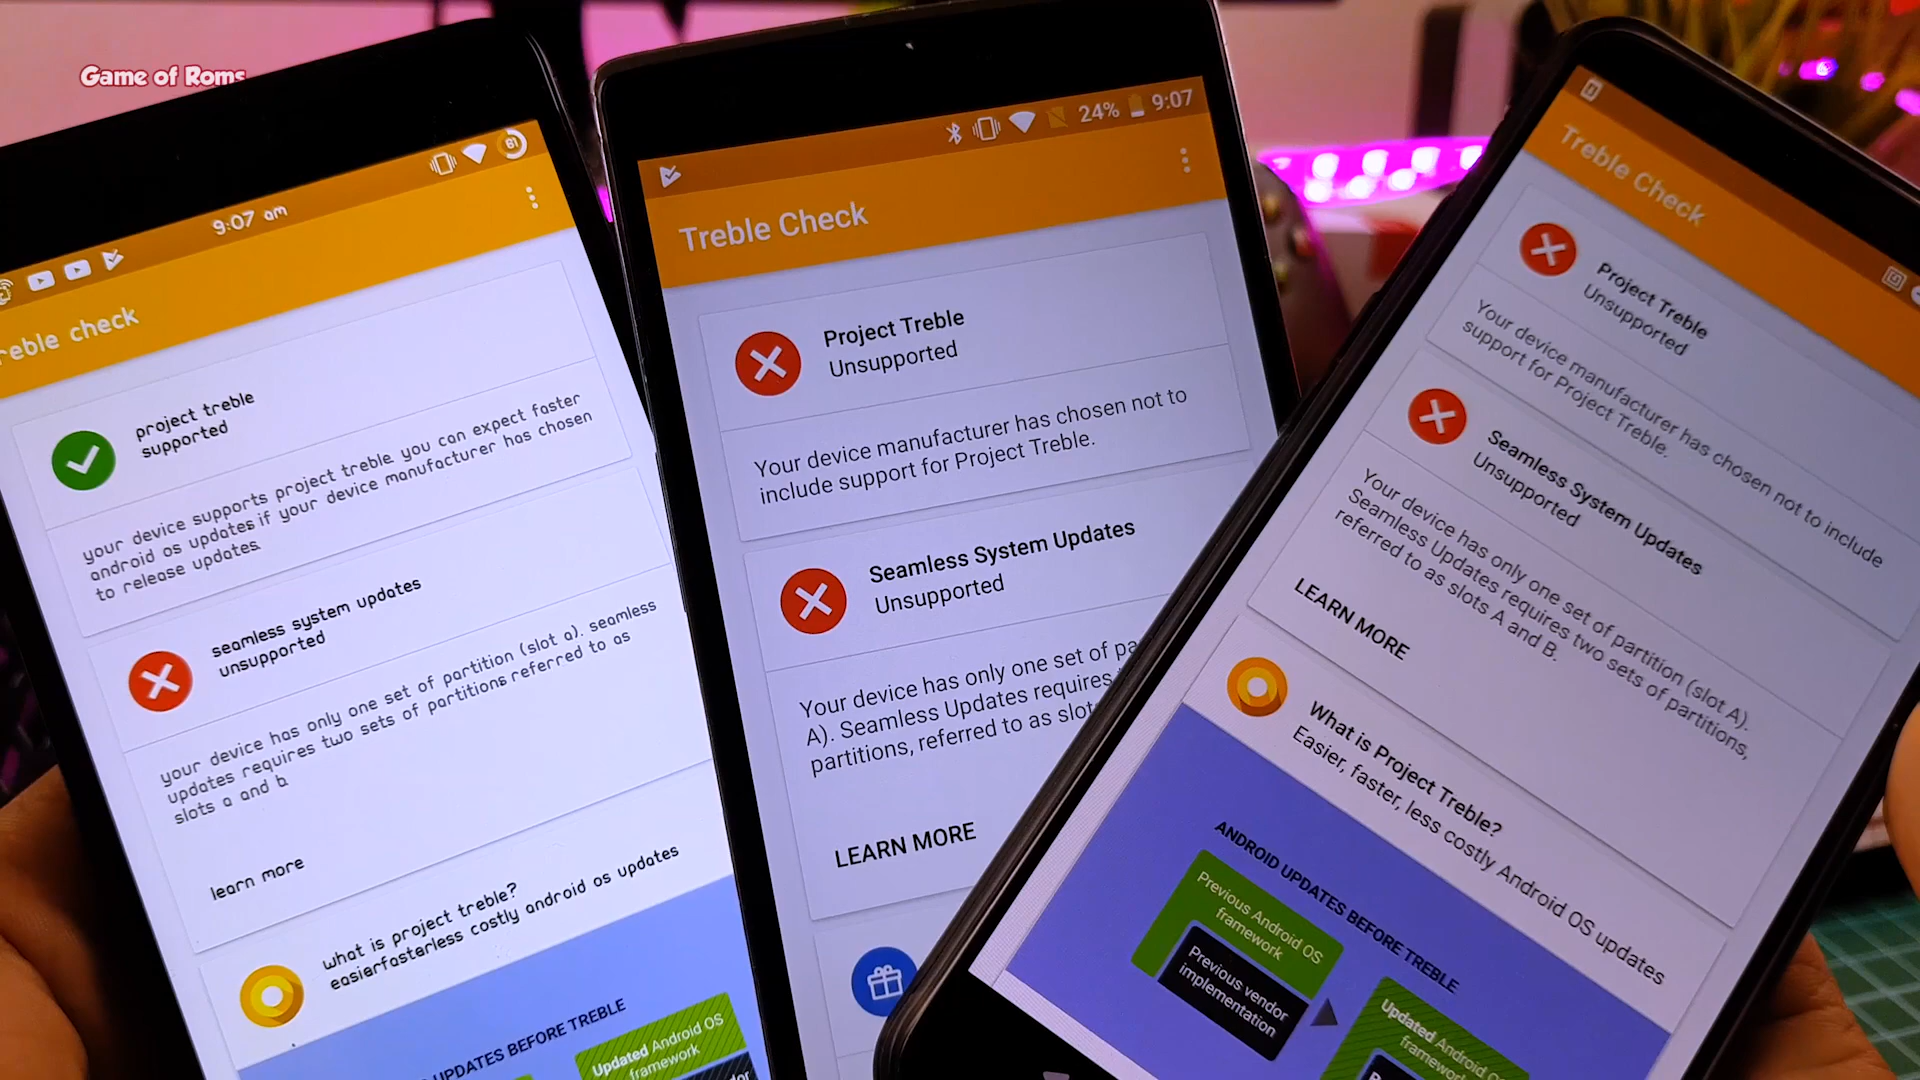 Game of Roms
81
9:07 am
reble check
project treble
supported
your device supports project treble you can expect faster
android os updates if your device manufacturer has chosen
to release updates
seamless system updates
unsupported
your device has only one set of partition (slot a). seamless
updates requires two sets of partitions referred to as
slots a and b
learn more
what is project treble?
easierfasterless costly android os updates
UPDATES BEFORE TREBLE
Updated Android OS
framework
24% 9:07
Treble Check
Project Treble
Unsupported
Your device manufacturer has chosen not to
include support for Project Treble.
Seamless System Updates
Unsupported
Your device has only one set of pa
A). Seamless Updates requires
partitions, referred to as slot
LEARN MORE
Treble Check
Project Treble
Unsupported
Your device manufacturer has chosen not to include
support for Project Treble.
Seamless System Updates
Unsupported
Your device has only one set of partition (slot A).
Seamless Updates requires two sets of partitions,
referred to as slots A and B.
LEARN MORE
What is Project Treble?
Easier, faster, less costly Android OS updates
ANDROID UPDATES BEFORE TREBLE
Previous Android OS
framework
Previous vendor
implementation
Updated Android OS
framework